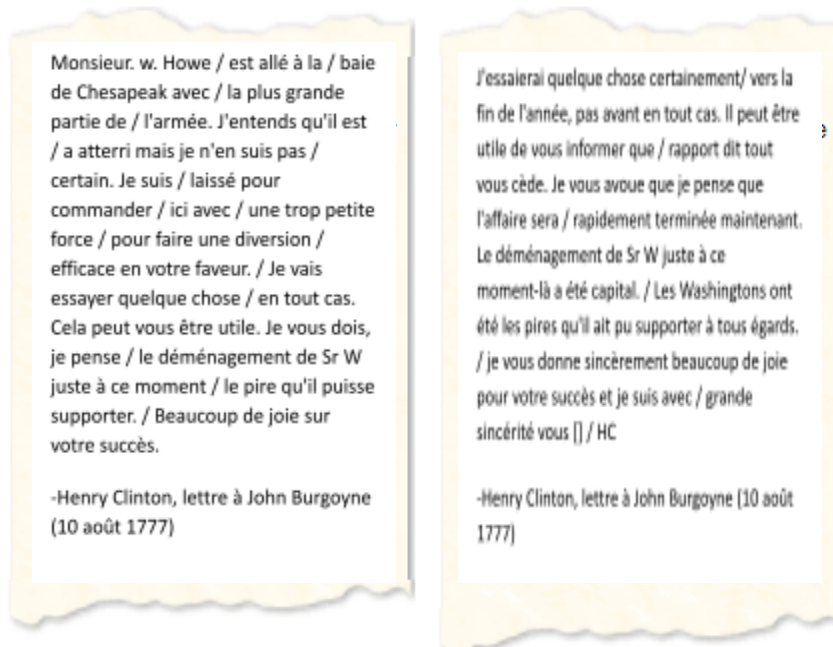 Monsieur. w. Howe / est allé à la / baie
de Chesapeak avec / la plus grande
partie de / l'armée. J'entends qu'il est
/ a atterri mais je n'en suis pas /
certain. Je suis / laissé pour
commander / ici avec / une trop petite
force / pour faire une diversion /
efficace en votre faveur. / Je vais
essayer quelque chose / en tout cas.
Cela peut vous être utile. Je vous dois,
je pense / le déménagement de Sr W
juste à ce moment / le pire qu'il puisse
supporter. / Beaucoup de joie sur
votre succès.
-Henry Clinton, lettre à John Burgoyne
(10 août 1777)
J'essaierai quelque chose certainement/ vers la
fin de l'année, pas avant en tout cas. Il peut être
utile de vous informer que / rapport dit tout
vous cède. Je vous avoue que je pense que
l'affaire sera / rapidement terminée maintenant.
Le déménagement de Sr W juste à ce
moment-là a été capital. / Les Washingtons ont
été les pires qu'il ait pu supporter à tous égards.
/ je vous donne sincèrement beaucoup de joie
pour votre succès et je suis avec / grande
sincérité vous [] / HC
-Henry Clinton, lettre à John Burgoyne (10 août
1777)